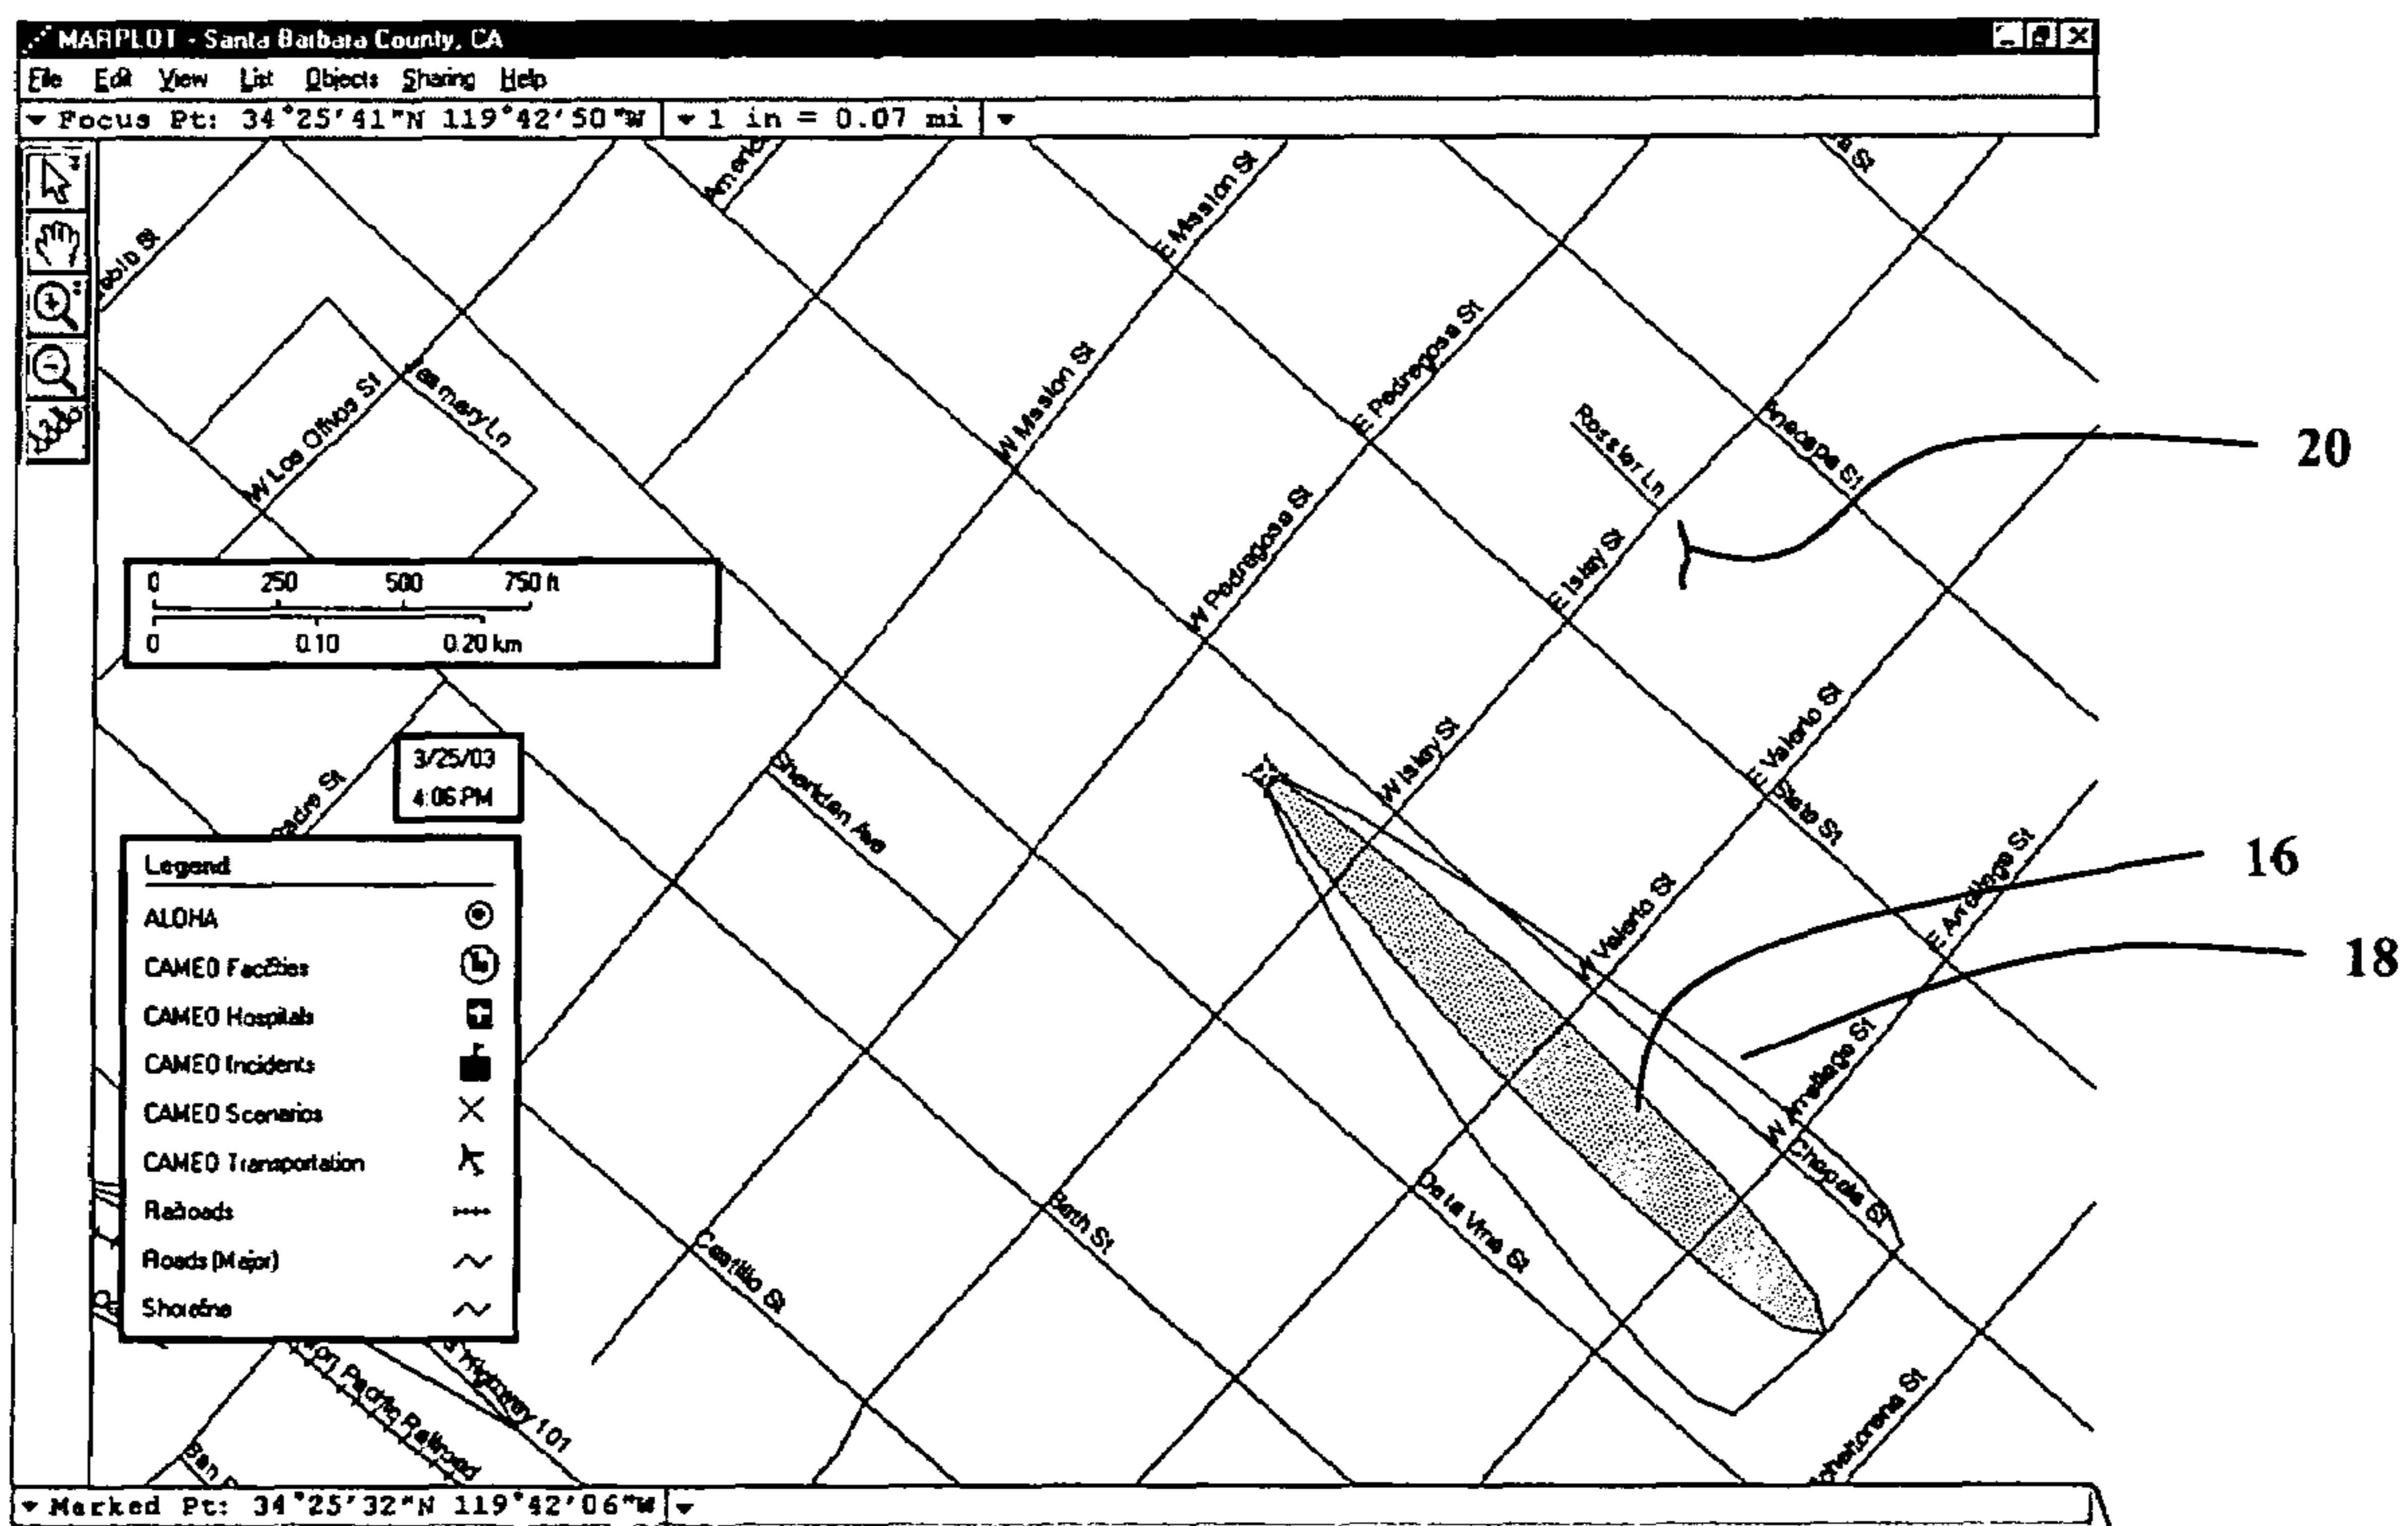 MARPLOT - Santa Barbara County, CA
File Edit View List Objects Sharing Help
Focus Pt: 34°25'41"N 119°42'50"W 1 in = 0.07 mi
E Mission St
W Mission St
W Los Olivos St
E Pedregosa St
W Pedregosa St
Rossier Ln
Anacapa St
20
E Islay St
W Islay St
0 250 500 750 ft
0 0.10 0.20 km
3/25/03
4:06 PM
Sheridan Ave
E Valerio St
State St
W Valerio St
16
E Arrellaga St
18
W Arrellaga St
Chapala St
Legend
ALOHA
CAMEO Facilities
CAMEO Hospitals
CAMEO Incidents
CAMEO Scenarios
CAMEO Transportation
Railroads
Roads (Major)
Shoreline
Castillo St
Bath St
De la Vina St
Highway 101
on Pacific Railroad
San
Marked Pt: 34°25'32"N 119°42'06"W